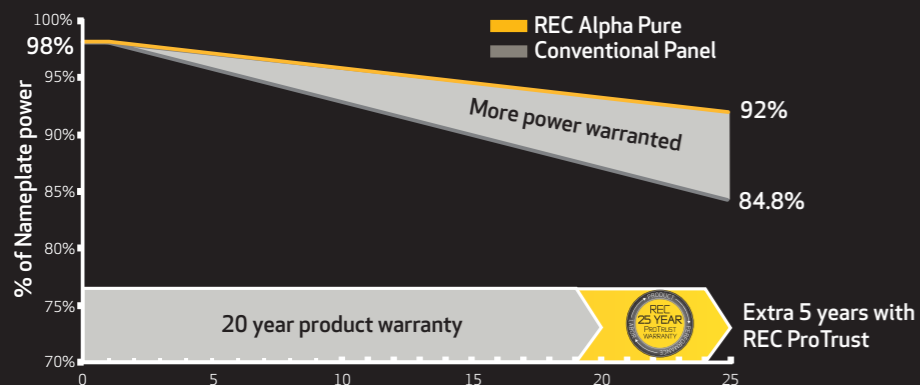 100%
98%
95%
90%
85%
80%
75%
70%
% of Nameplate power
REC Alpha Pure
Conventional Panel
More power warranted
92%
84.8%
20 year product warranty
PRODUCT
REC
25 YEAR
PROTRUST
WARRANTY
PERFORMANCE
Extra 5 years with
REC ProTrust
0 5 10 15 20 25